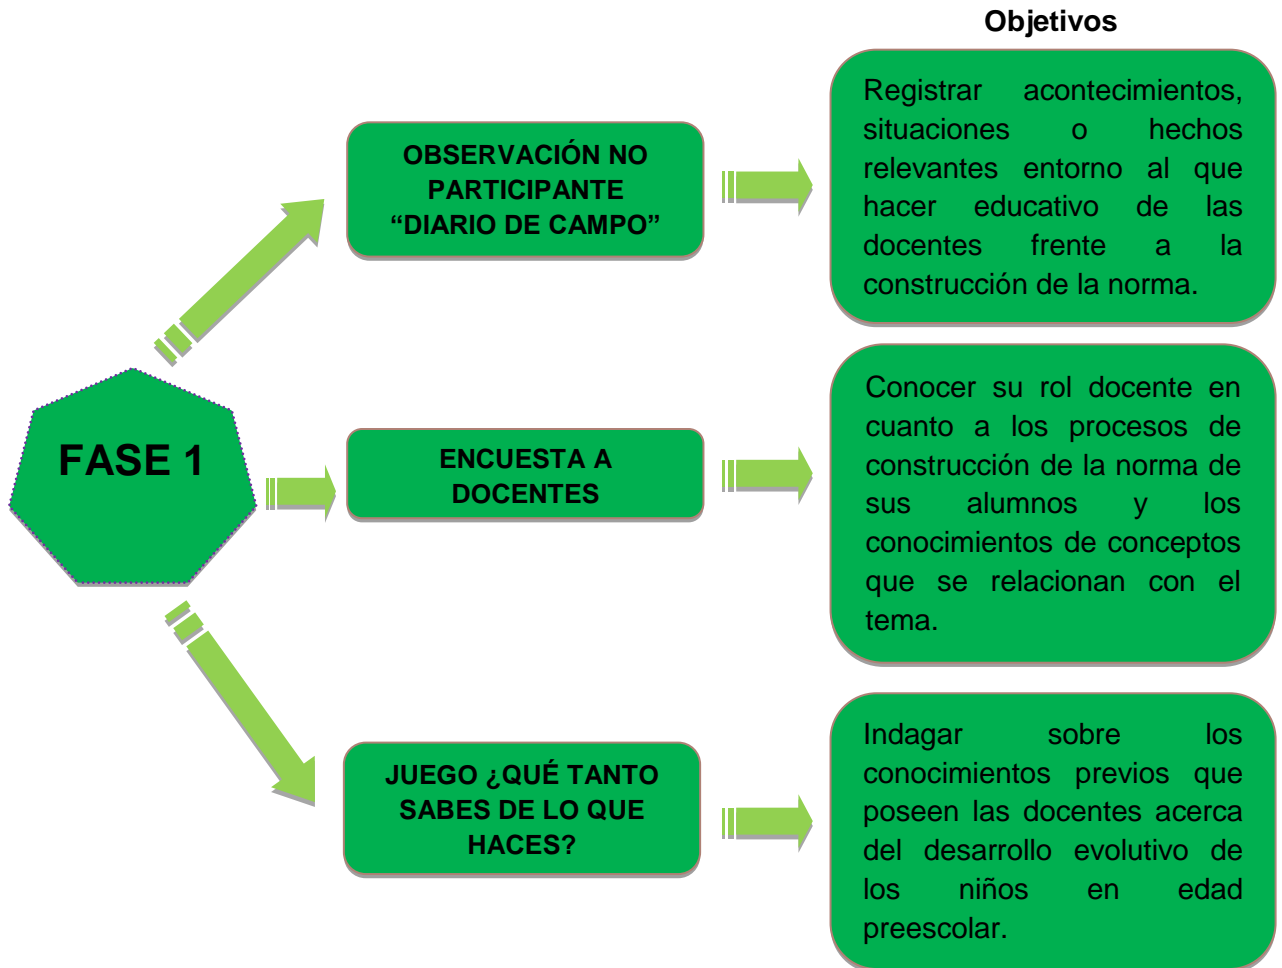 Objetivos
OBSERVACIÓN NO
PARTICIPANTE
“DIARIO DE CAMPO”
Registrar acontecimientos,
situaciones o hechos
relevantes entorno al que
hacer educativo de las
docentes frente a la
construcción de la norma.
FASE 1
ENCUESTA A
DOCENTES
Conocer su rol docente en
cuanto a los procesos de
construcción de la norma de
sus alumnos y los
conocimientos de conceptos
que se relacionan con el
tema.
JUEGO ¿QUÉ TANTO
SABES DE LO QUE
HACES?
Indagar sobre los
conocimientos previos que
poseen las docentes acerca
del desarrollo evolutivo de
los niños en edad
preescolar.